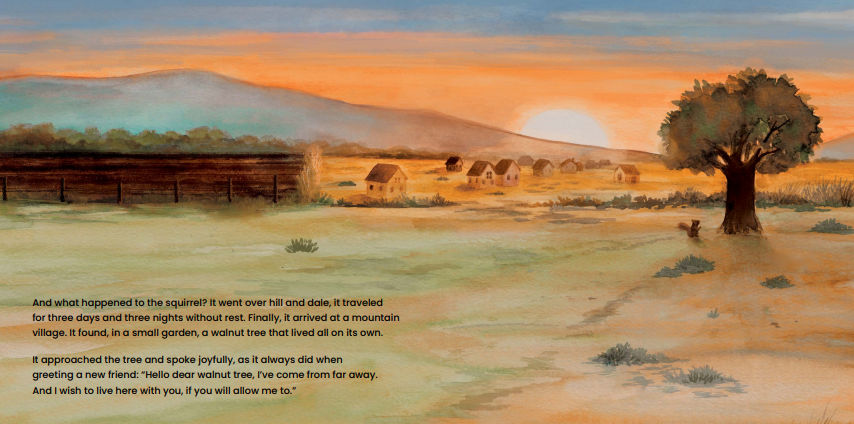 And what happened to the squirrel? It went over hill and dale, it traveled
for three days and three nights without rest. Finally, it arrived at a mountain
village. It found, in a small garden, a walnut tree that lived all on its own.
It approached the tree and spoke joyfully, as it always did when
greeting a new friend: “Hello dear walnut tree, I’ve come from far away.
And I wish to live here with you, if you will allow me to.”